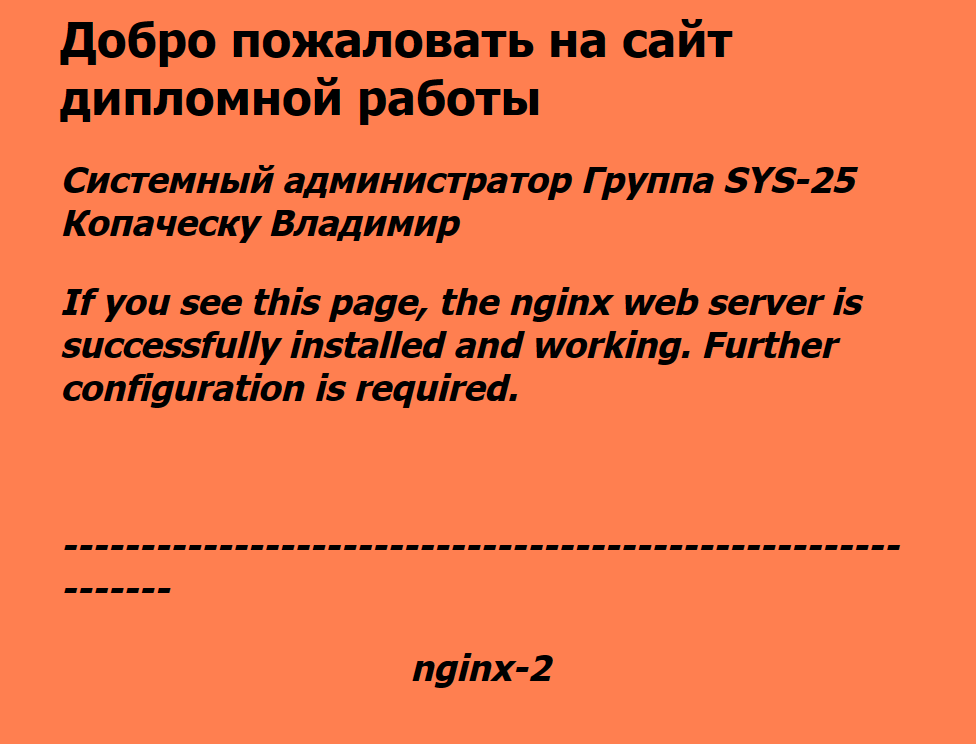 Добро пожаловать на сайт
дипломной работы
Системный администратор Группа SYS-25
Копаческу Владимир
If you see this page, the nginx web server is
successfully installed and working. Further
configuration is required.
------------------------------------------------------
-------
nginx-2